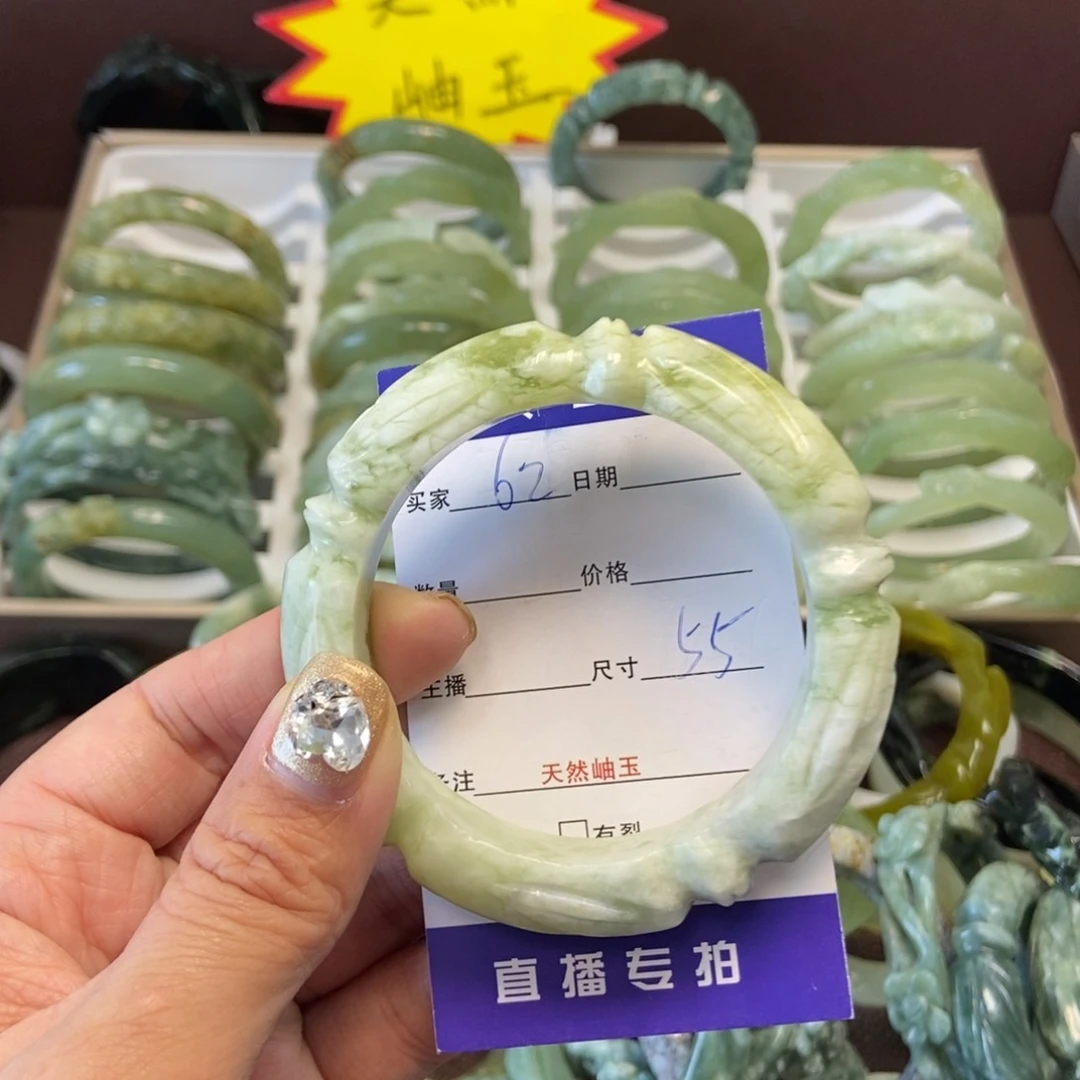 岫玉
买家 62 日期
数量 价格
主播 尺寸 55
备注 天然岫玉
有裂
直播专拍